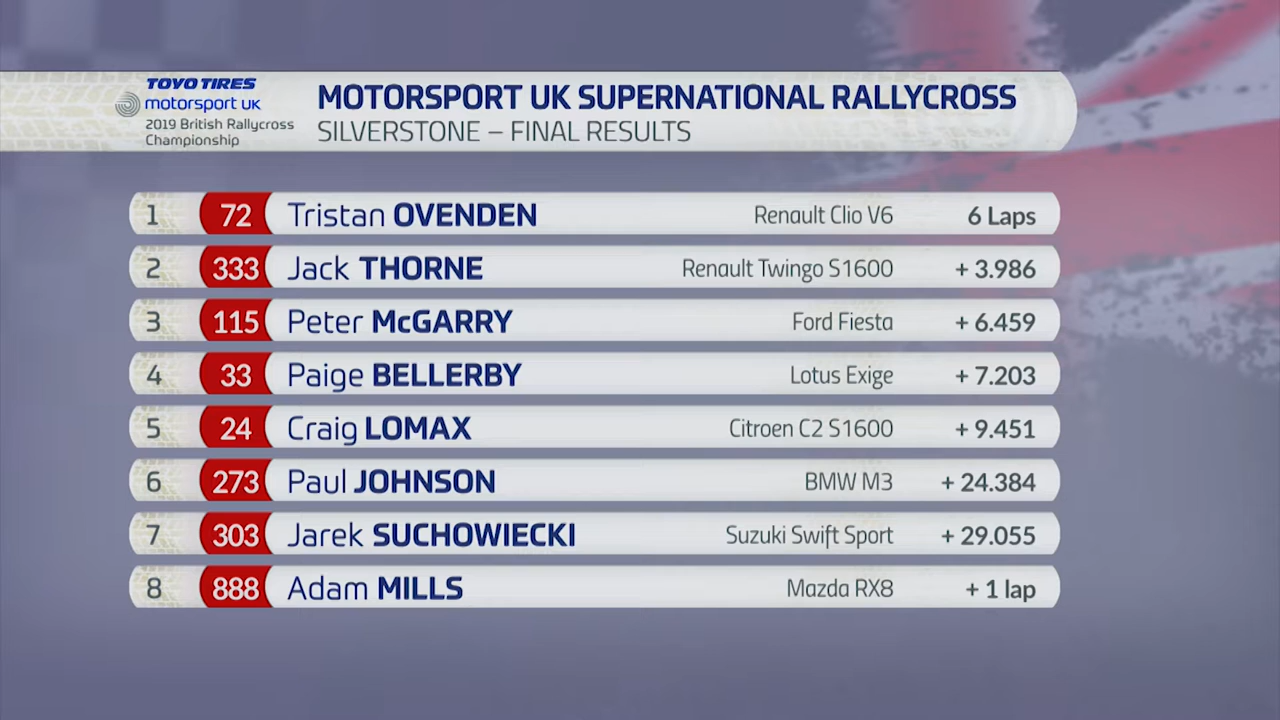 TOYO TIRES
motorsport uk
2019 British Rallycross
Championship
MOTORSPORT UK SUPERNATIONAL RALLYCROSS
SILVERSTONE – FINAL RESULTS
1 72 Tristan OVENDEN Renault Clio V6 6 Laps
2 333 Jack THORNE Renault Twingo S1600 + 3.986
3 115 Peter McGARRY Ford Fiesta + 6.459
4 33 Paige BELLERBY Lotus Exige + 7.203
5 24 Craig LOMAX Citroen C2 S1600 + 9.451
6 273 Paul JOHNSON BMW M3 + 24.384
7 303 Jarek SUCHOWIECKI Suzuki Swift Sport + 29.055
8 888 Adam MILLS Mazda RX8 + 1 lap